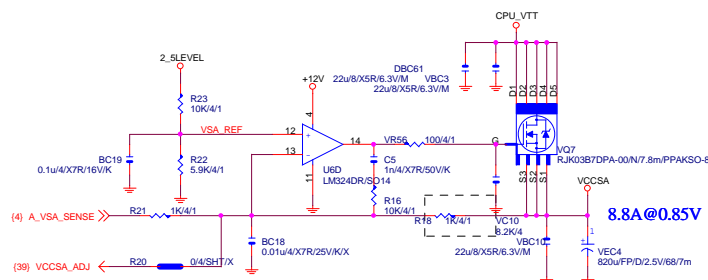 CPU_VTT
2_5LEVEL
DBC61
22u/8/X5R/6.3V/M
VBC3
22u/8/X5R/6.3V/M
+12V
D1
D2
D3
D4
D5
R23
10K/4/1
VSA_REF
4
12
13
14
11
+
-
VR56
100/4/1
G
BC19
0.1u/4/X7R/16V/K
R22
5.9K/4/1
U6D
LM324DR/SO14
C5
1n/4/X7R/50V/K
VQ7
RJK03B7DPA-00/N/7.8m/PPAKSO-8
S3
S2
S1
VCCSA
R16
10K/4/1
{4} A_VSA_SENSE
R21
1K/4/1
R18
1K/4/1
VC10
8.2K/4
8.8A@0.85V
BC18
0.01u/4/X7R/25V/K/X
VBC10
22u/8/X5R/6.3V/M
1
+
VEC4
820u/FP/D/2.5V/68/7m
{39} VCCSA_ADJ
R20
0/4/SHT/X